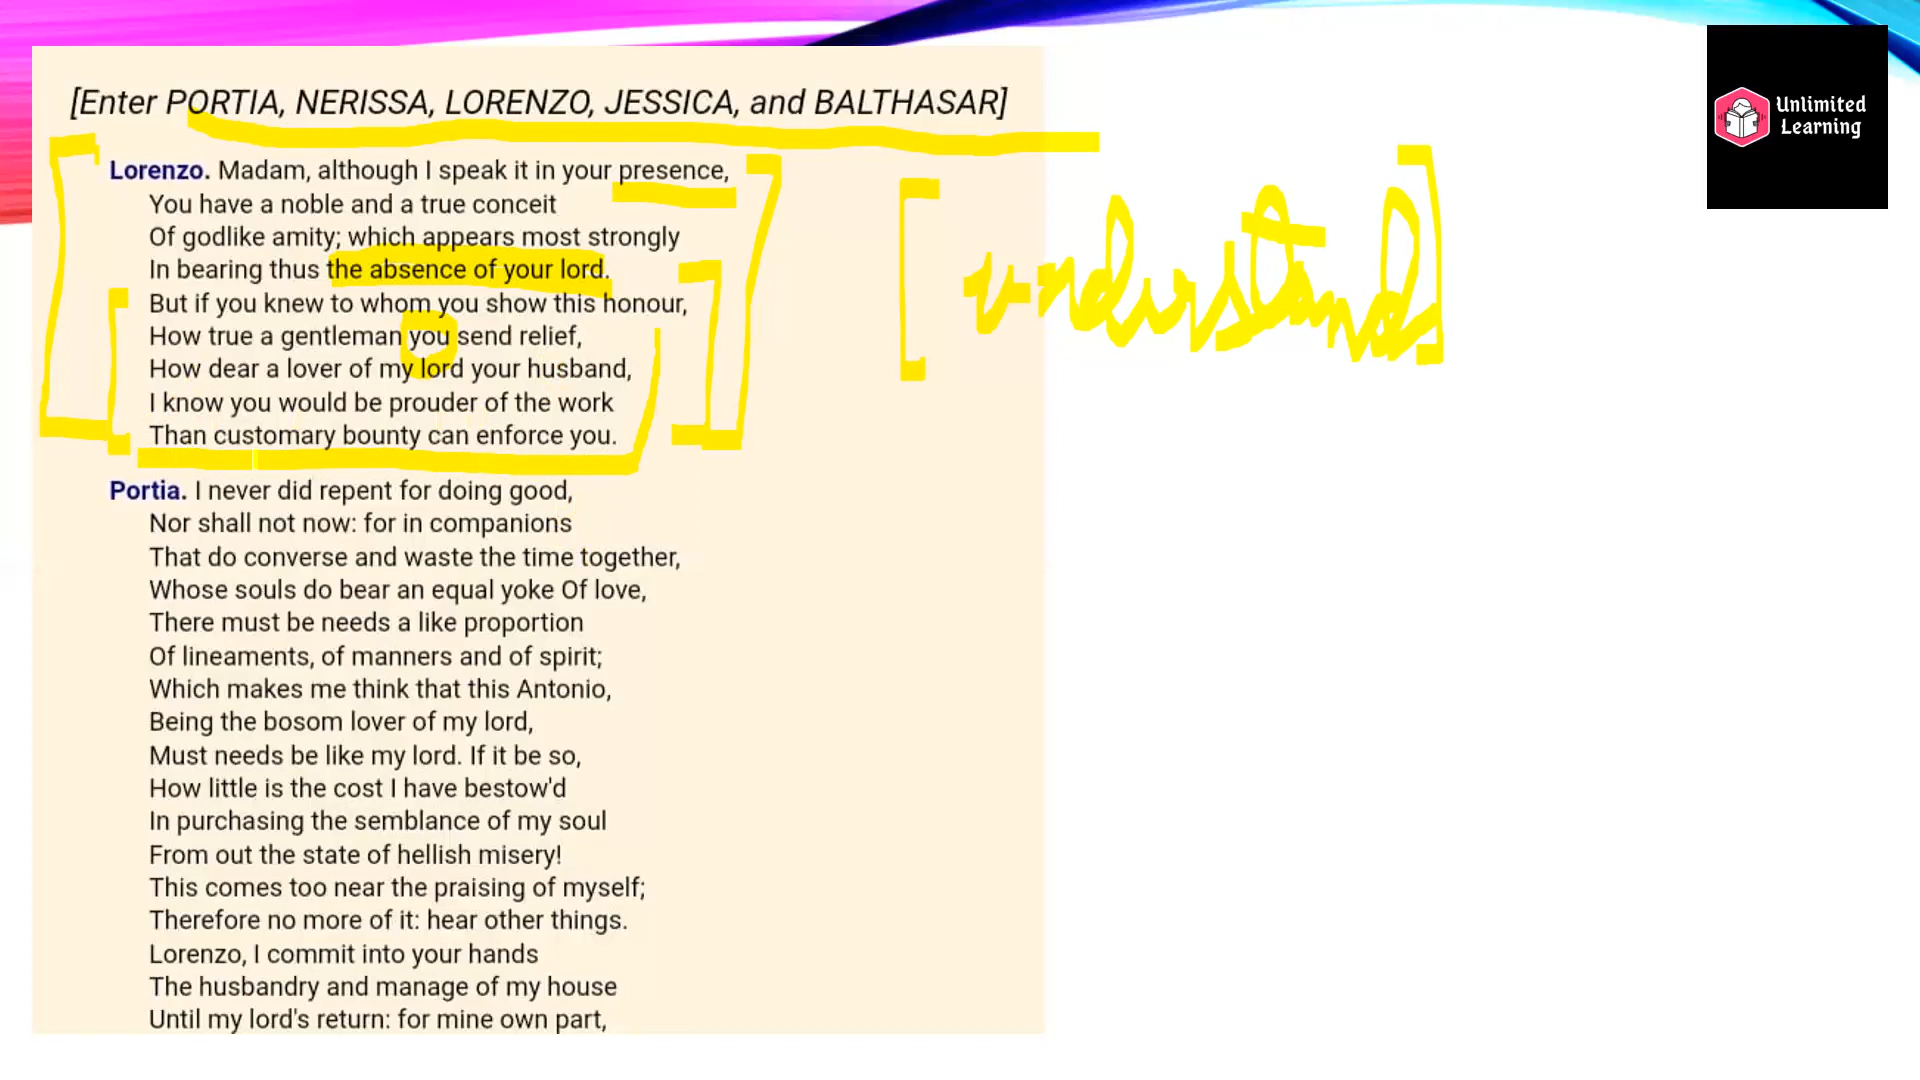 [Enter PORTIA, NERISSA, LORENZO, JESSICA, and BALTHASAR]
Lorenzo. Madam, although I speak it in your presence,
You have a noble and a true conceit
Of godlike amity; which appears most strongly
In bearing thus the absence of your lord.
But if you knew to whom you show this honour,
How true a gentleman you send relief,
How dear a lover of my lord your husband,
I know you would be prouder of the work
Than customary bounty can enforce you.
Portia. I never did repent for doing good,
Nor shall not now: for in companions
That do converse and waste the time together,
Whose souls do bear an equal yoke Of love,
There must be needs a like proportion
Of lineaments, of manners and of spirit;
Which makes me think that this Antonio,
Being the bosom lover of my lord,
Must needs be like my lord. If it be so,
How little is the cost I have bestow'd
In purchasing the semblance of my soul
From out the state of hellish misery!
This comes too near the praising of myself;
Therefore no more of it: hear other things.
Lorenzo, I commit into your hands
The husbandry and manage of my house
Until my lord's return: for mine own part,
[understand]
Unlimited
Learning